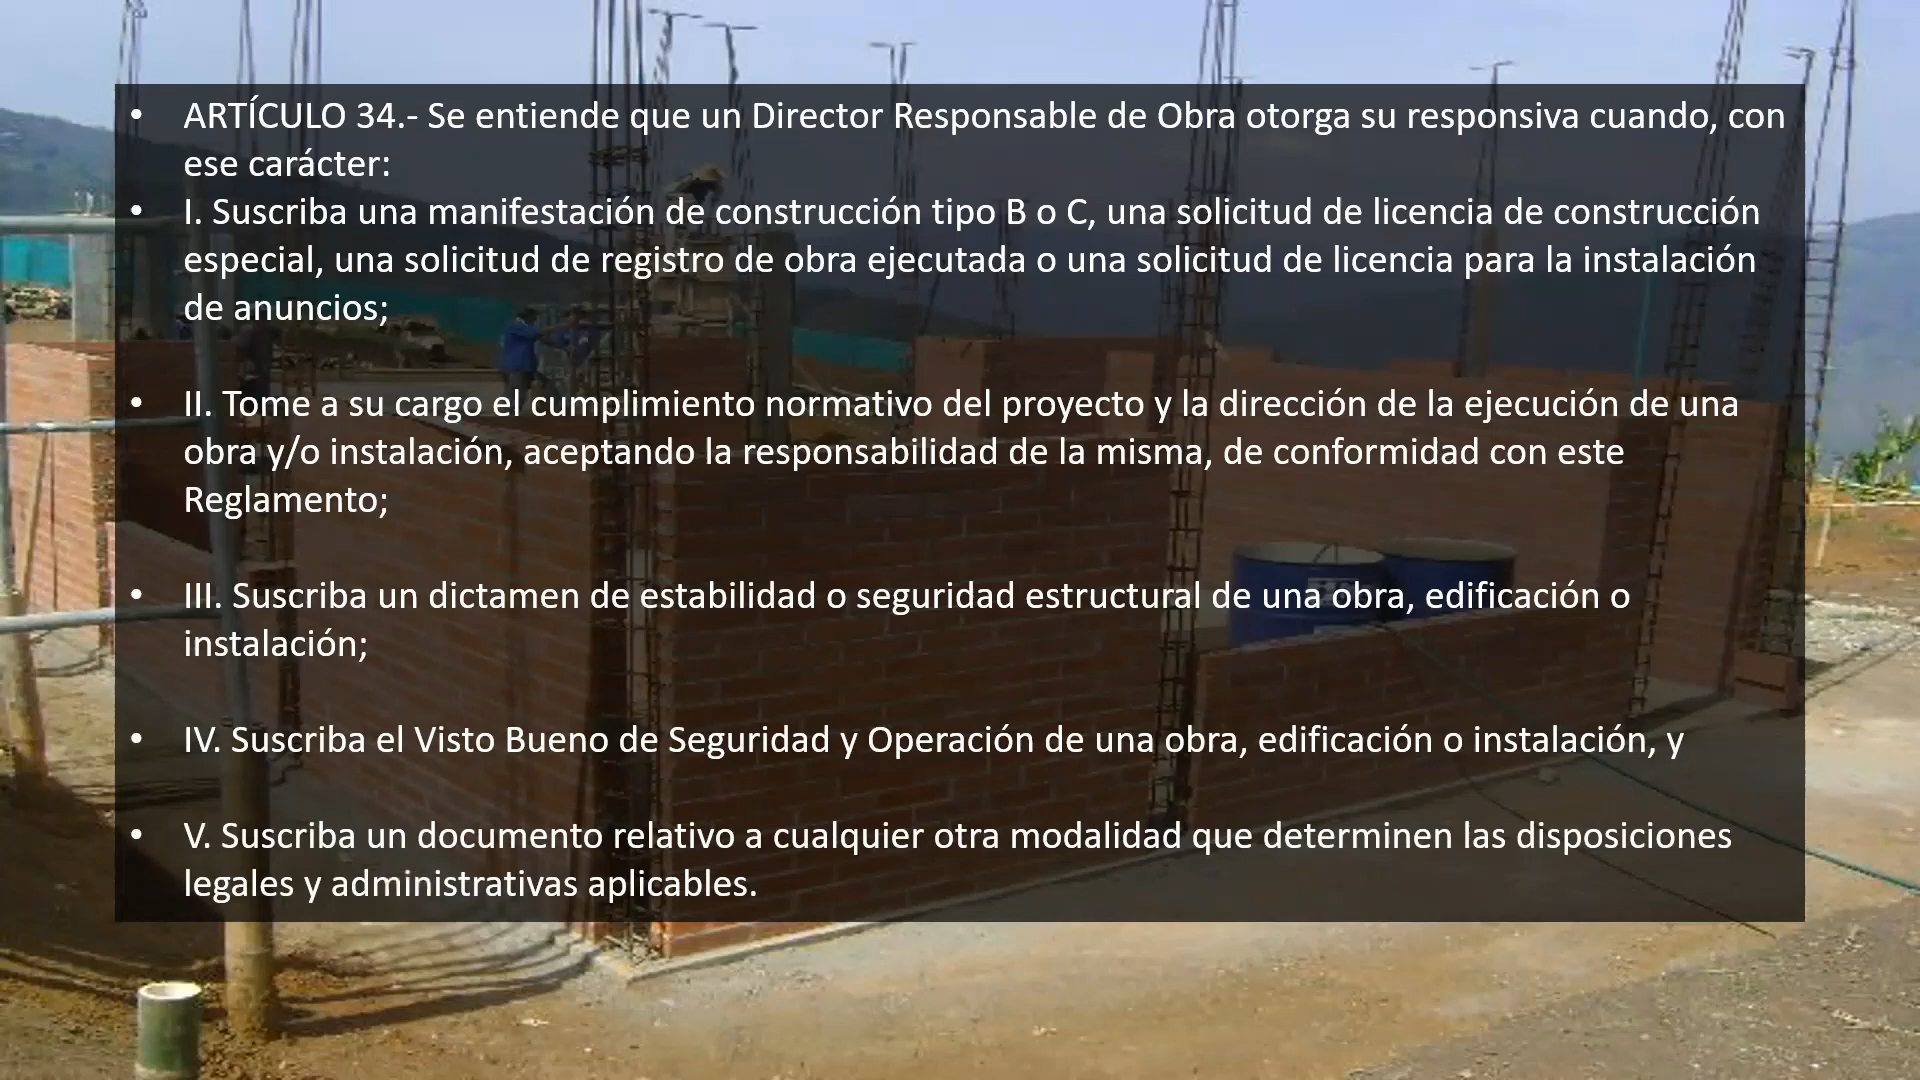 • ARTÍCULO 34.- Se entiende que un Director Responsable de Obra otorga su responsiva cuando, con
ese carácter:
• I. Suscriba una manifestación de construcción tipo B o C, una solicitud de licencia de construcción
especial, una solicitud de registro de obra ejecutada o una solicitud de licencia para la instalación
de anuncios;
• II. Tome a su cargo el cumplimiento normativo del proyecto y la dirección de la ejecución de una
obra y/o instalación, aceptando la responsabilidad de la misma, de conformidad con este
Reglamento;
• III. Suscriba un dictamen de estabilidad o seguridad estructural de una obra, edificación o
instalación;
• IV. Suscriba el Visto Bueno de Seguridad y Operación de una obra, edificación o instalación, y
• V. Suscriba un documento relativo a cualquier otra modalidad que determinen las disposiciones
legales y administrativas aplicables.